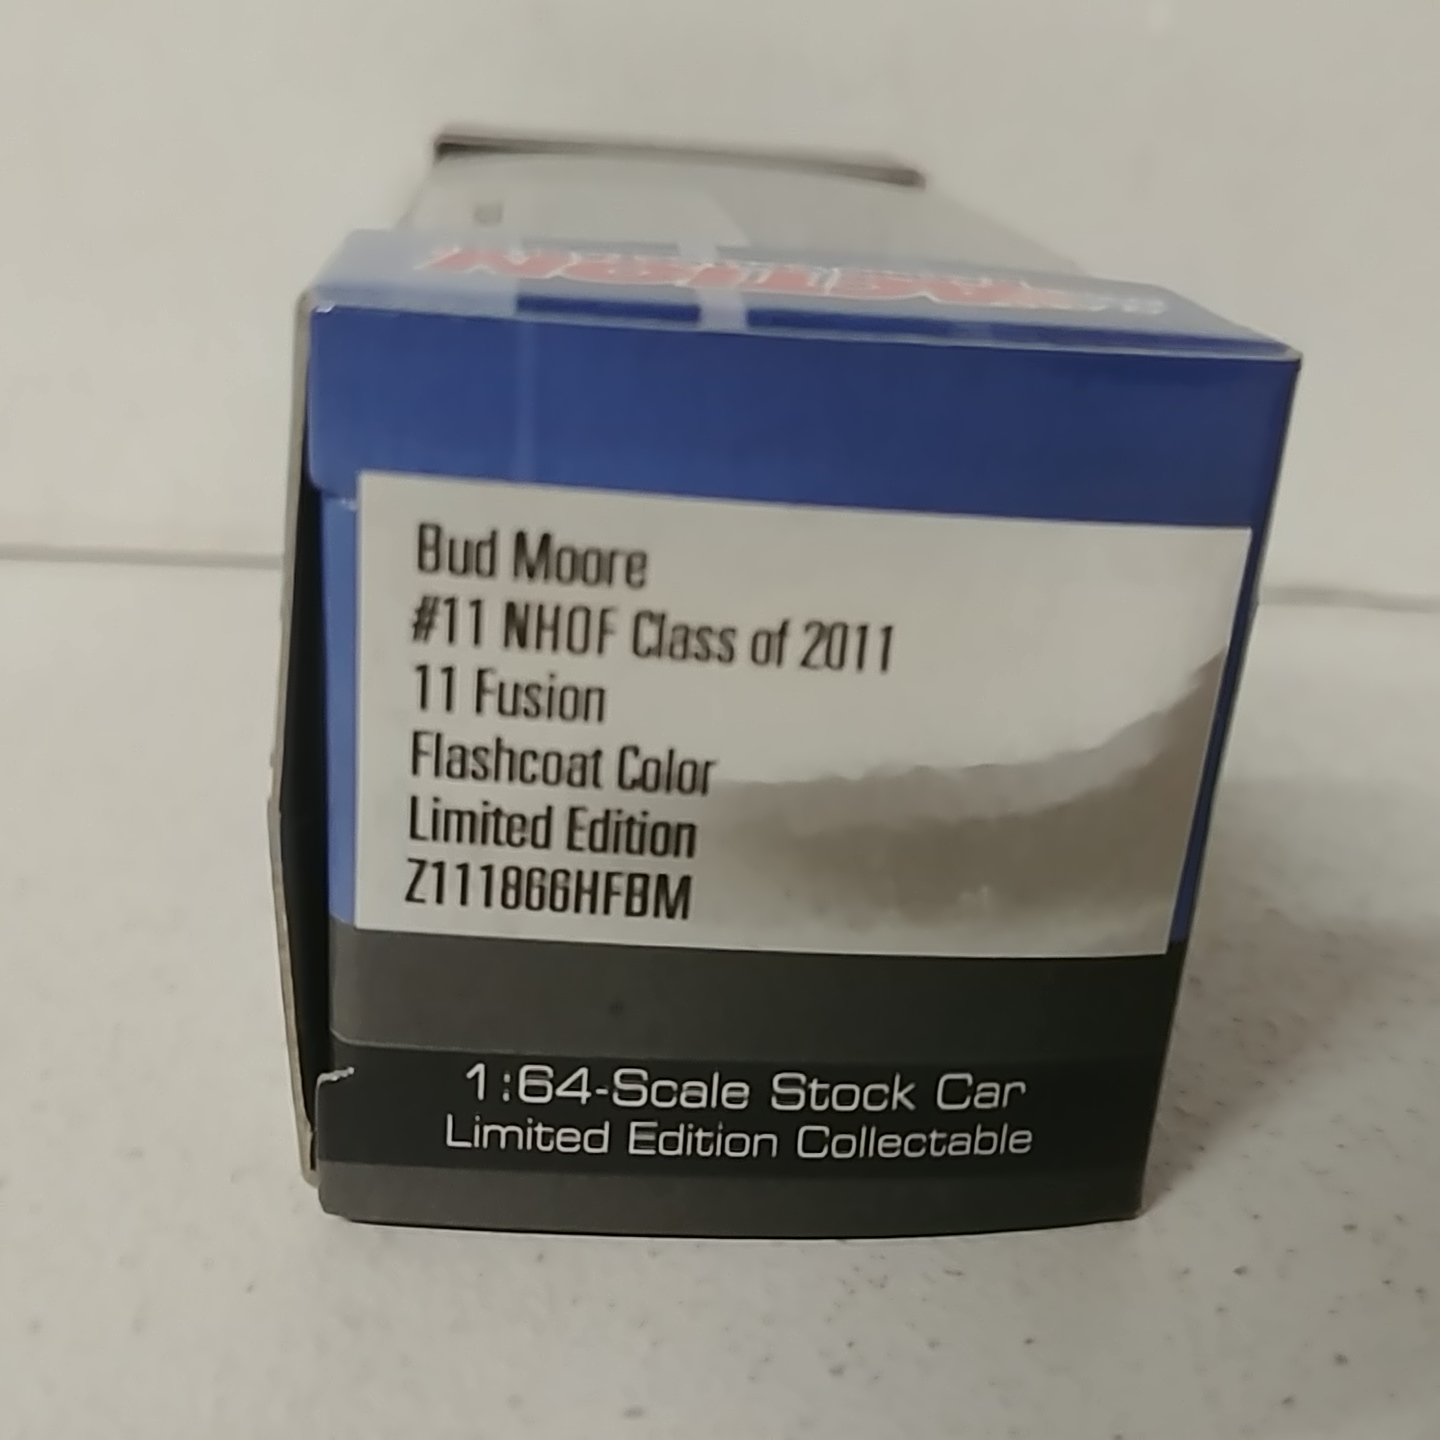 Bud Moore
#11 NHOF Class of 2011
11 Fusion
Flashcoat Color
Limited Edition
Z111866HFBM
1:64-Scale Stock Car
Limited Edition Collectable